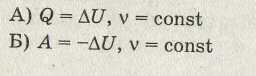 А) Q = ΔU, ν = const
Б) A = −ΔU, ν = const